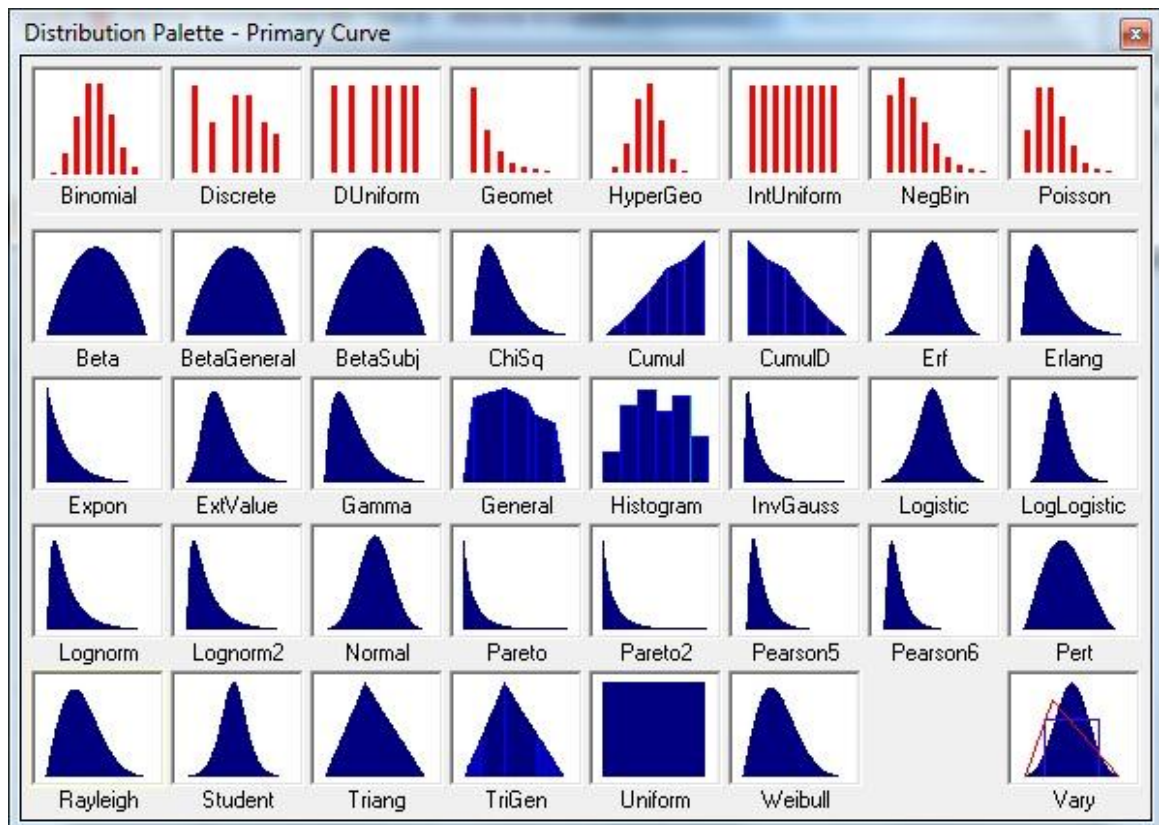 Distribution Palette - Primary Curve
Binomial Discrete DUniform Geomet HyperGeo IntUniform NegBin Poisson
Beta BetaGeneral BetaSubj ChiSq Cumul CumulD Erf Erlang
Expon ExtValue Gamma General Histogram InvGauss Logistic LogLogistic
Lognorm Lognorm2 Normal Pareto Pareto2 Pearson5 Pearson6 Pert
Rayleigh Student Triang TriGen Uniform Weibull Vary